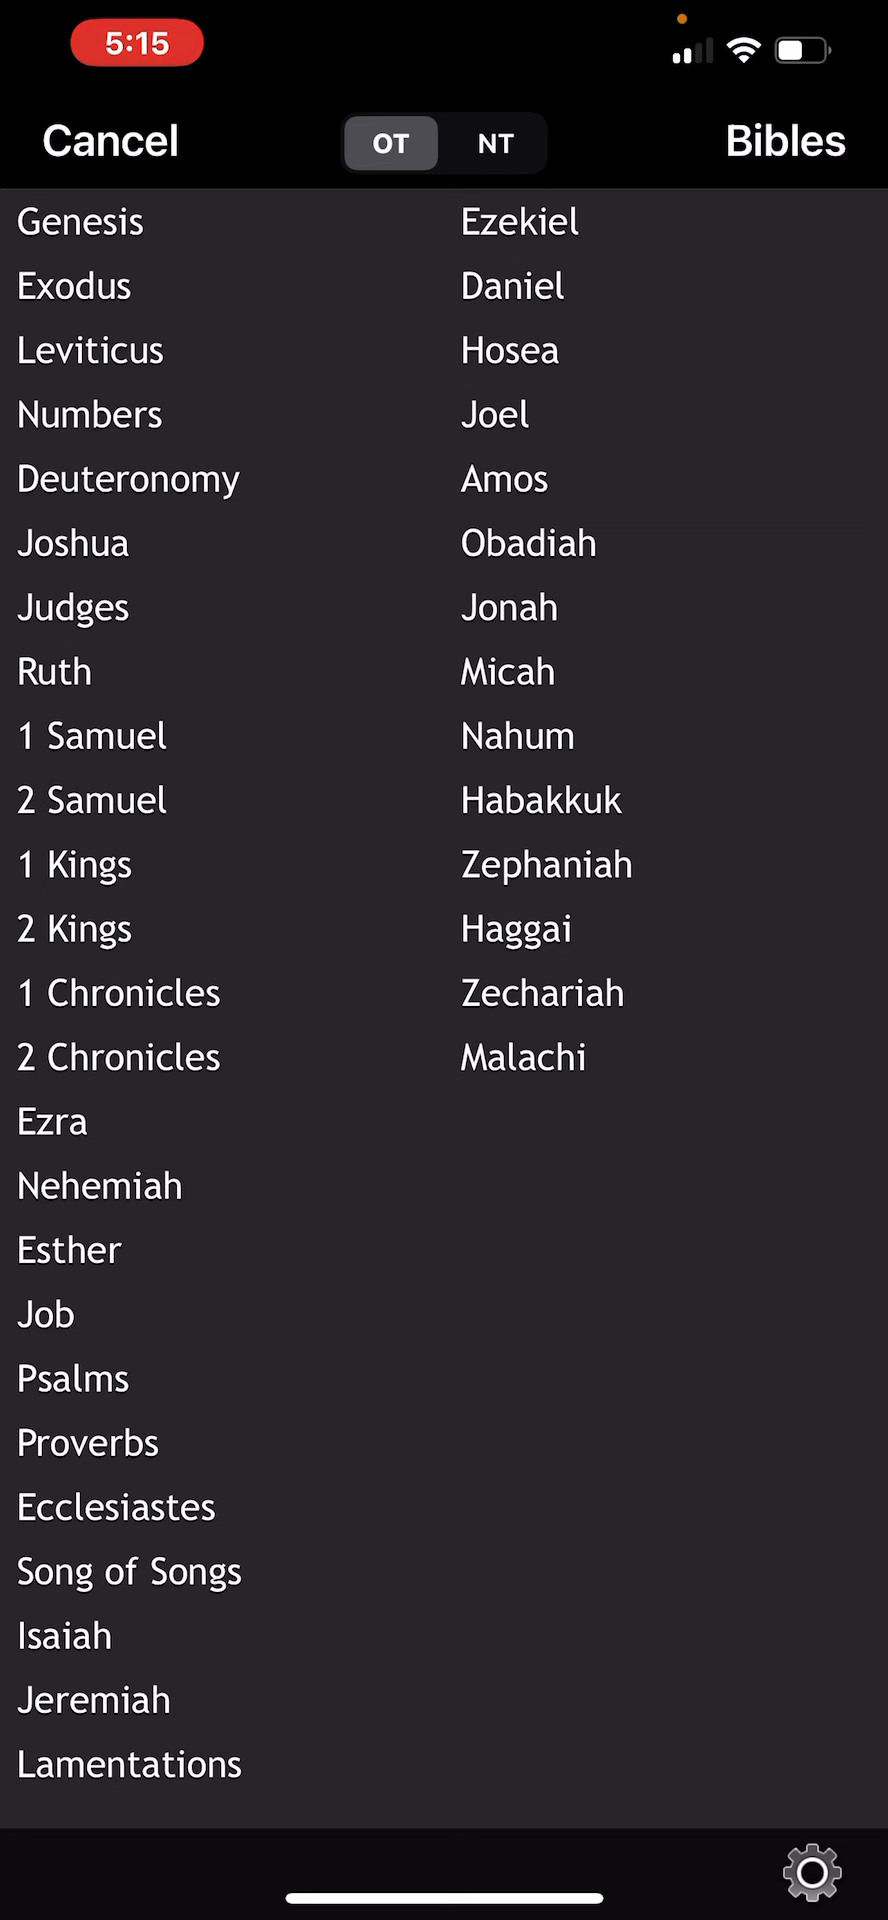 5:15
Cancel
OT
NT
Bibles
Genesis
Exodus
Leviticus
Numbers
Deuteronomy
Joshua
Judges
Ruth
1 Samuel
2 Samuel
1 Kings
2 Kings
1 Chronicles
2 Chronicles
Ezra
Nehemiah
Esther
Job
Psalms
Proverbs
Ecclesiastes
Song of Songs
Isaiah
Jeremiah
Lamentations
Ezekiel
Daniel
Hosea
Joel
Amos
Obadiah
Jonah
Micah
Nahum
Habakkuk
Zephaniah
Haggai
Zechariah
Malachi